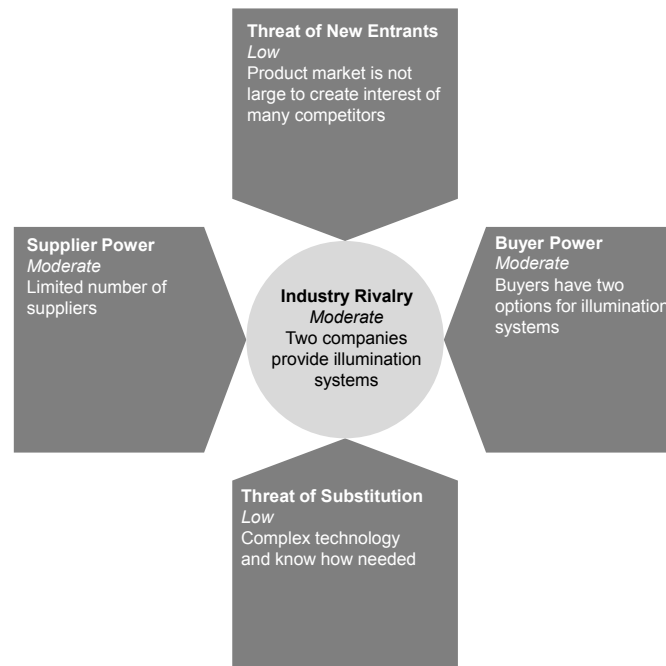 Threat of New Entrants
Low
Product market is not
large to create interest of
many competitors
Supplier Power
Moderate
Limited number of
suppliers
Industry Rivalry
Moderate
Two companies
provide illumination
systems
Buyer Power
Moderate
Buyers have two
options for illumination
systems
Threat of Substitution
Low
Complex technology
and know how needed